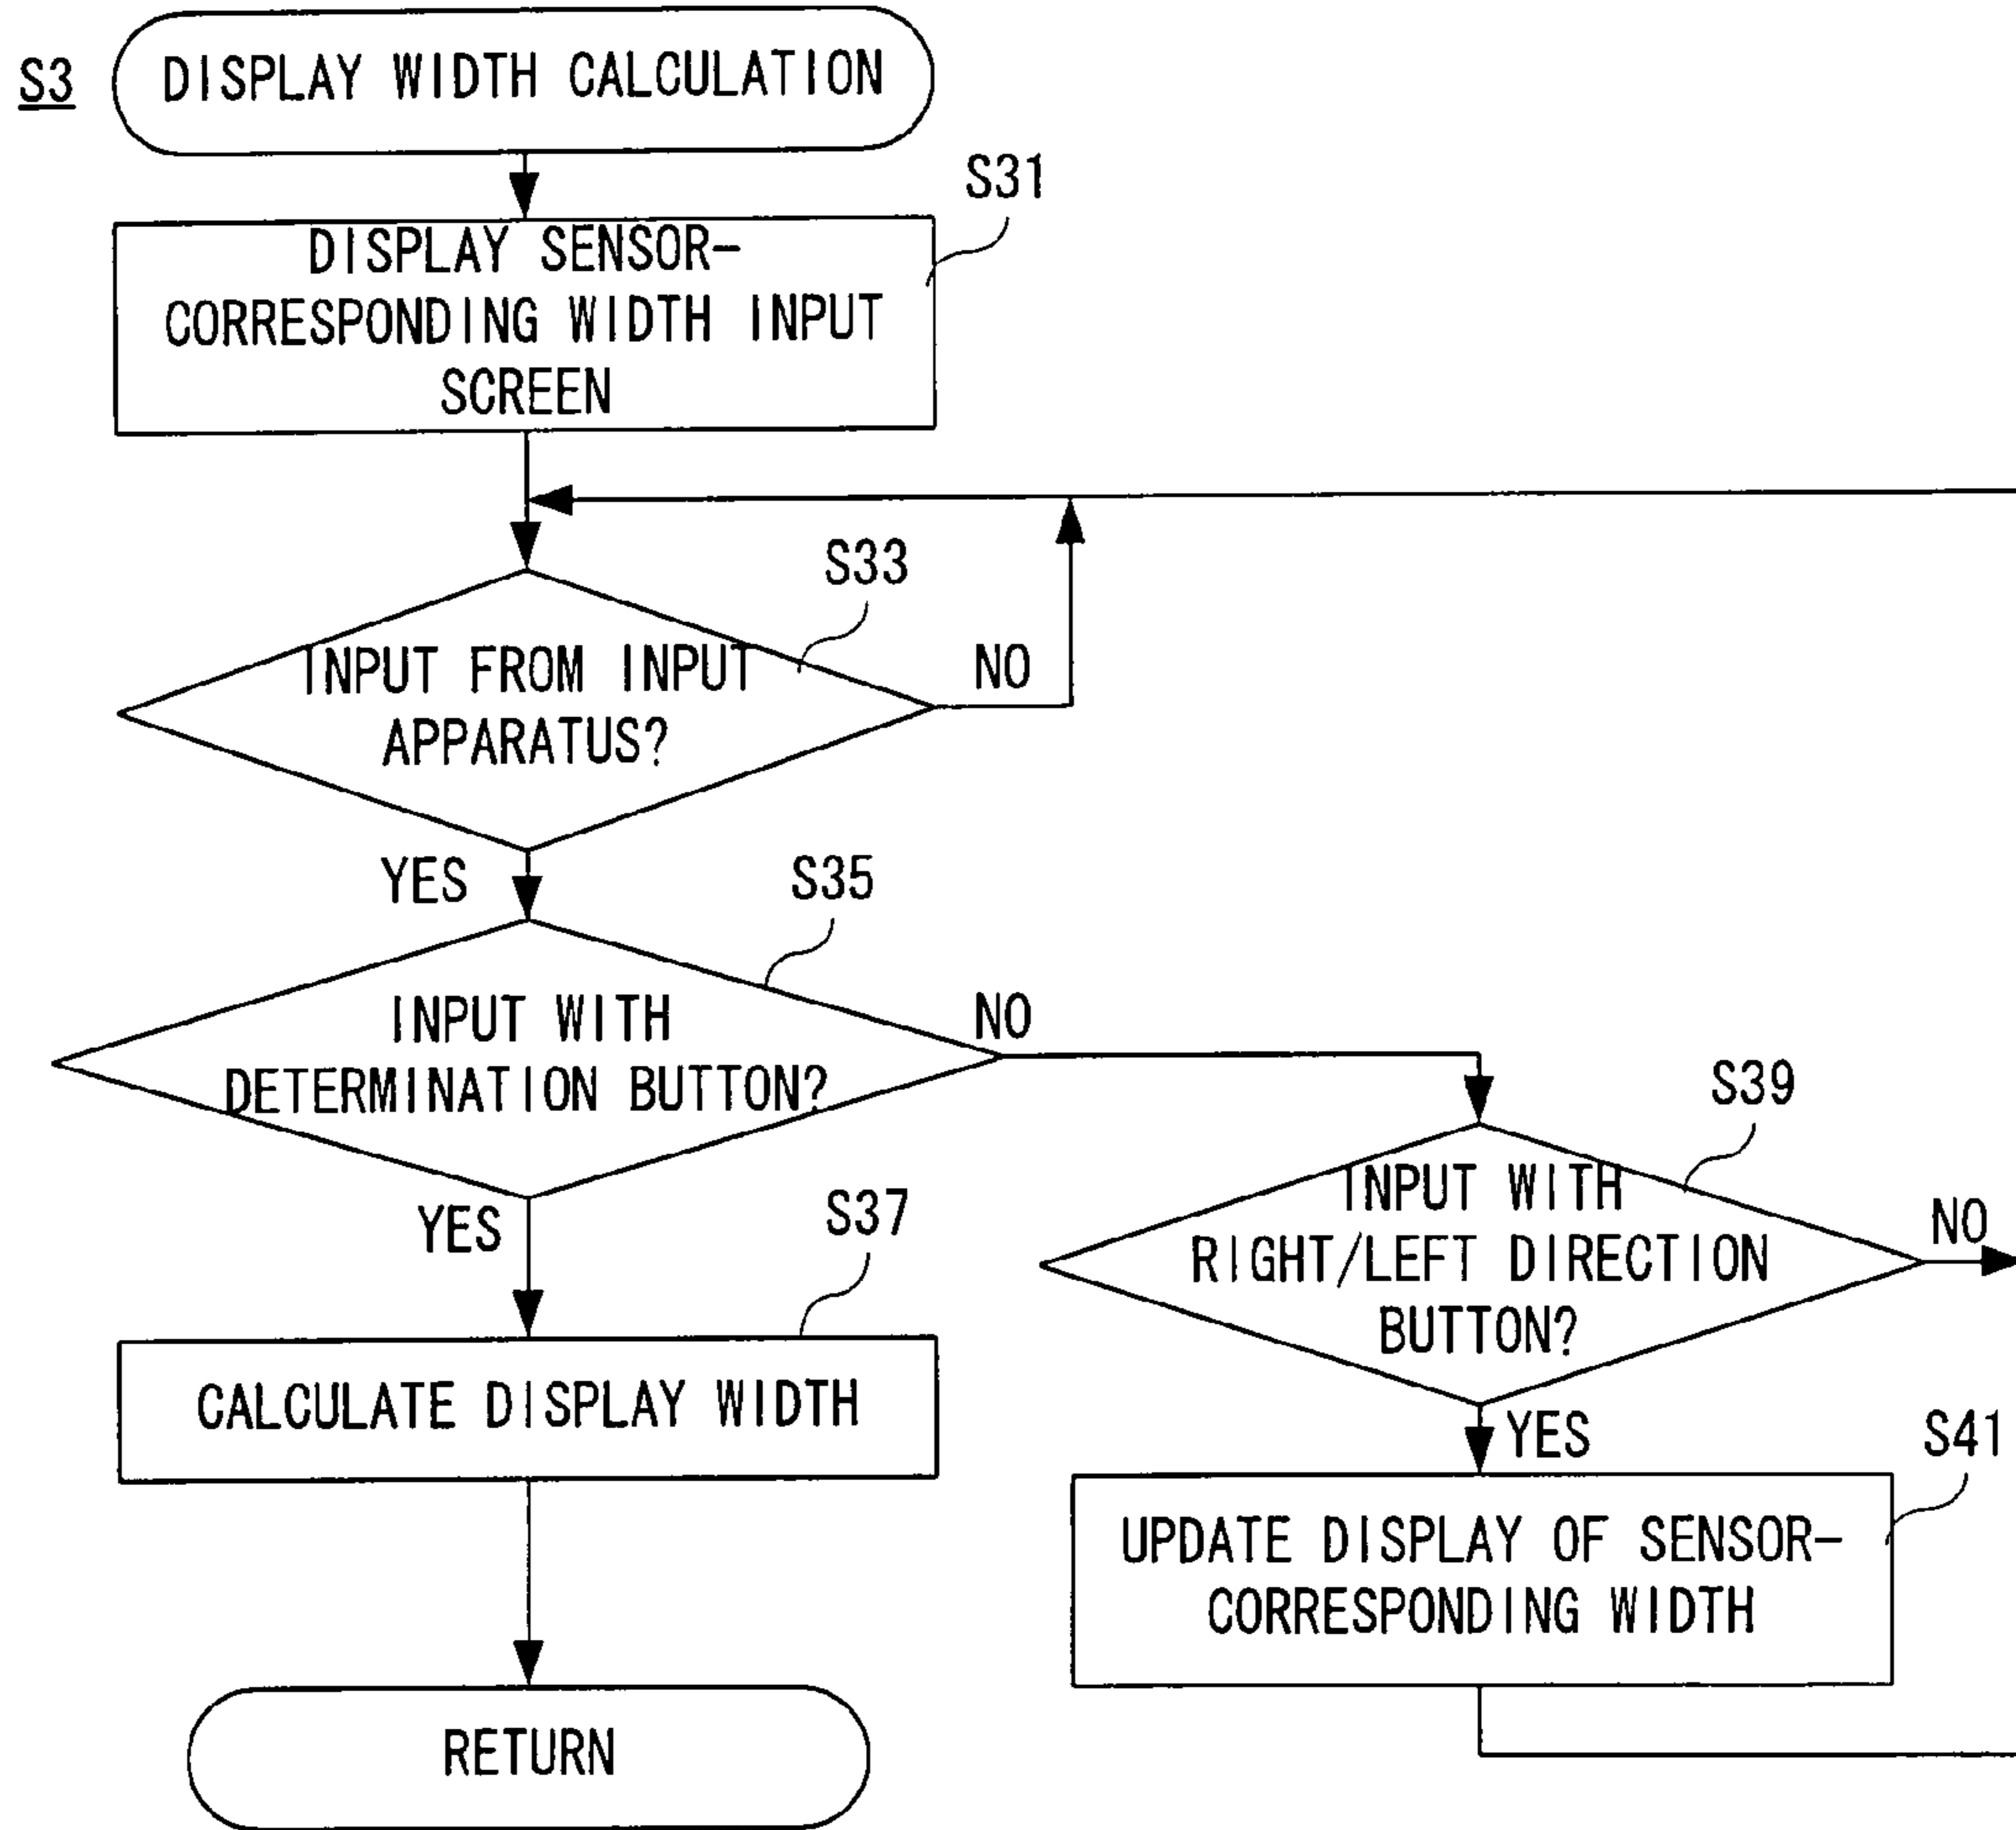 S3
DISPLAY WIDTH CALCULATION
S31
DISPLAY SENSOR-
CORRESPONDING WIDTH INPUT
SCREEN
S33
INPUT FROM INPUT
APPARATUS?
NO
YES
S35
INPUT WITH
DETERMINATION BUTTON?
NO
YES
S37
CALCULATE DISPLAY WIDTH
RETURN
S39
INPUT WITH
RIGHT/LEFT DIRECTION
BUTTON?
NO
YES
S41
UPDATE DISPLAY OF SENSOR-
CORRESPONDING WIDTH